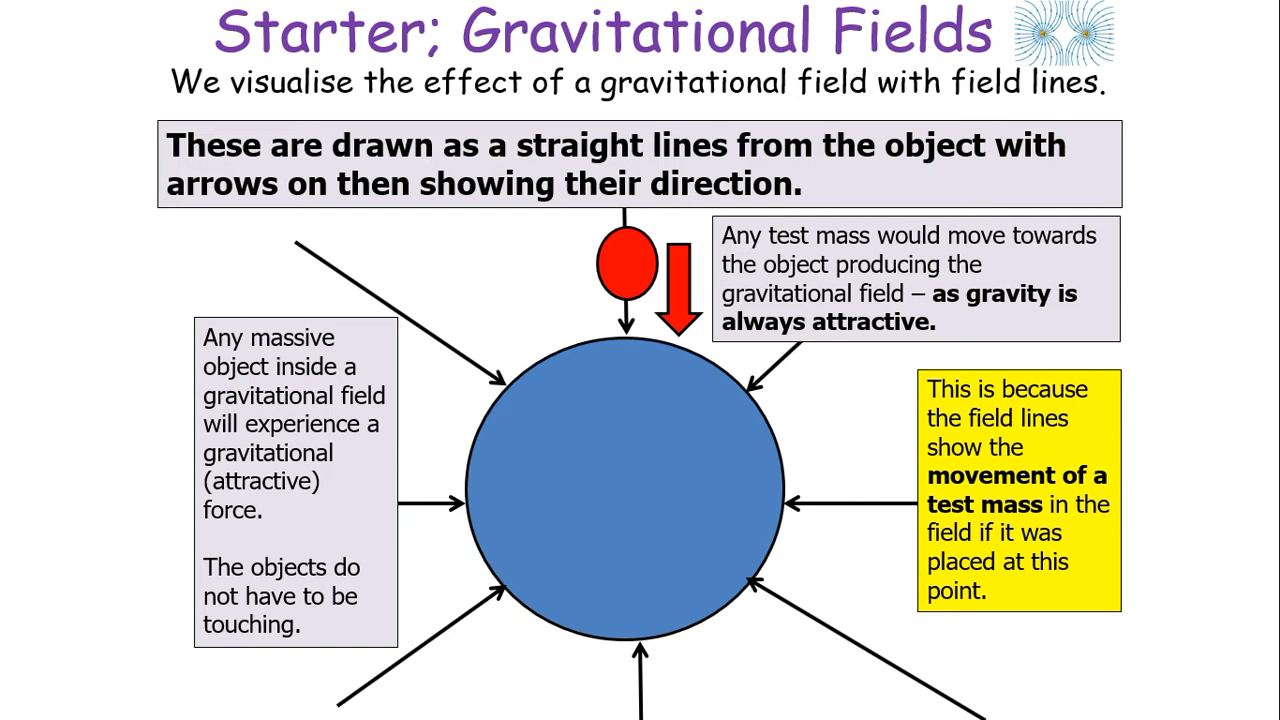 Starter; Gravitational Fields
We visualise the effect of a gravitational field with field lines.
These are drawn as a straight lines from the object with
arrows on then showing their direction.
Any test mass would move towards
the object producing the
gravitational field – as gravity is
always attractive.
Any massive
object inside a
gravitational field
will experience a
gravitational
(attractive)
force.
The objects do
not have to be
touching.
This is because
the field lines
show the
movement of a
test mass in the
field if it was
placed at this
point.